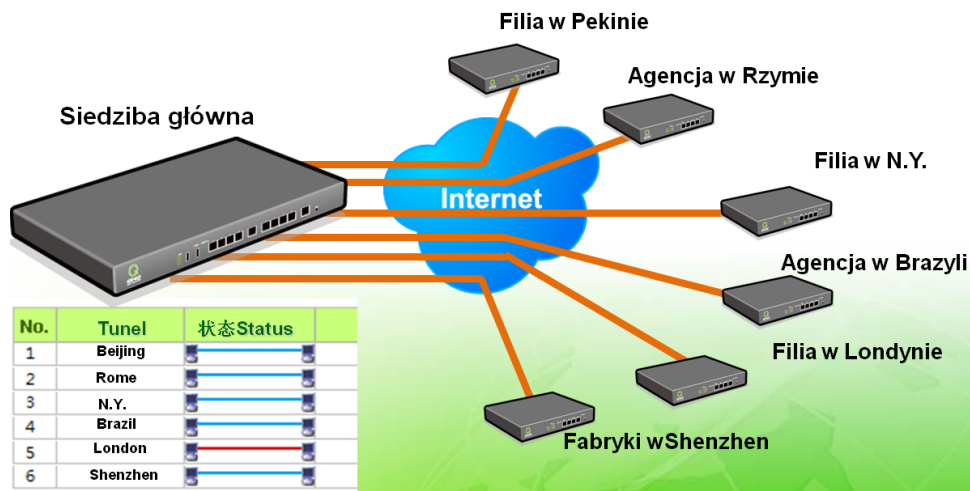 Filia w Pekinie
Agencja w Rzymie
Siedziba główna
Filia w N.Y.
Internet
Agencja w Brazyli
Filia w Londynie
Fabryki wShenzhen
No. Tunel 状态Status
1 Beijing
2 Rome
3 N.Y.
4 Brazil
5 London
6 Shenzhen